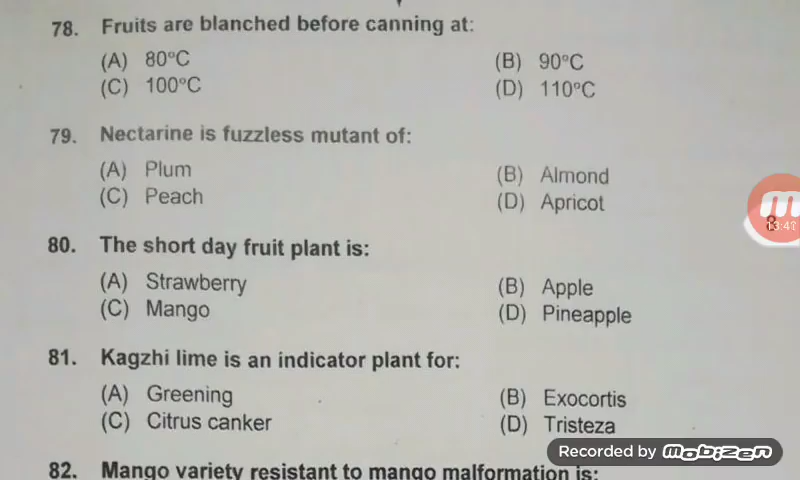 78. Fruits are blanched before canning at:
(A) 80°C (B) 90°C
(C) 100°C (D) 110°C
79. Nectarine is fuzzless mutant of:
(A) Plum (B) Almond
(C) Peach (D) Apricot
80. The short day fruit plant is:
(A) Strawberry (B) Apple
(C) Mango (D) Pineapple
81. Kagzhi lime is an indicator plant for:
(A) Greening (B) Exocortis
(C) Citrus canker (D) Tristeza
82. Mango variety resistant to mango malformation is:
Recorded by mobizen